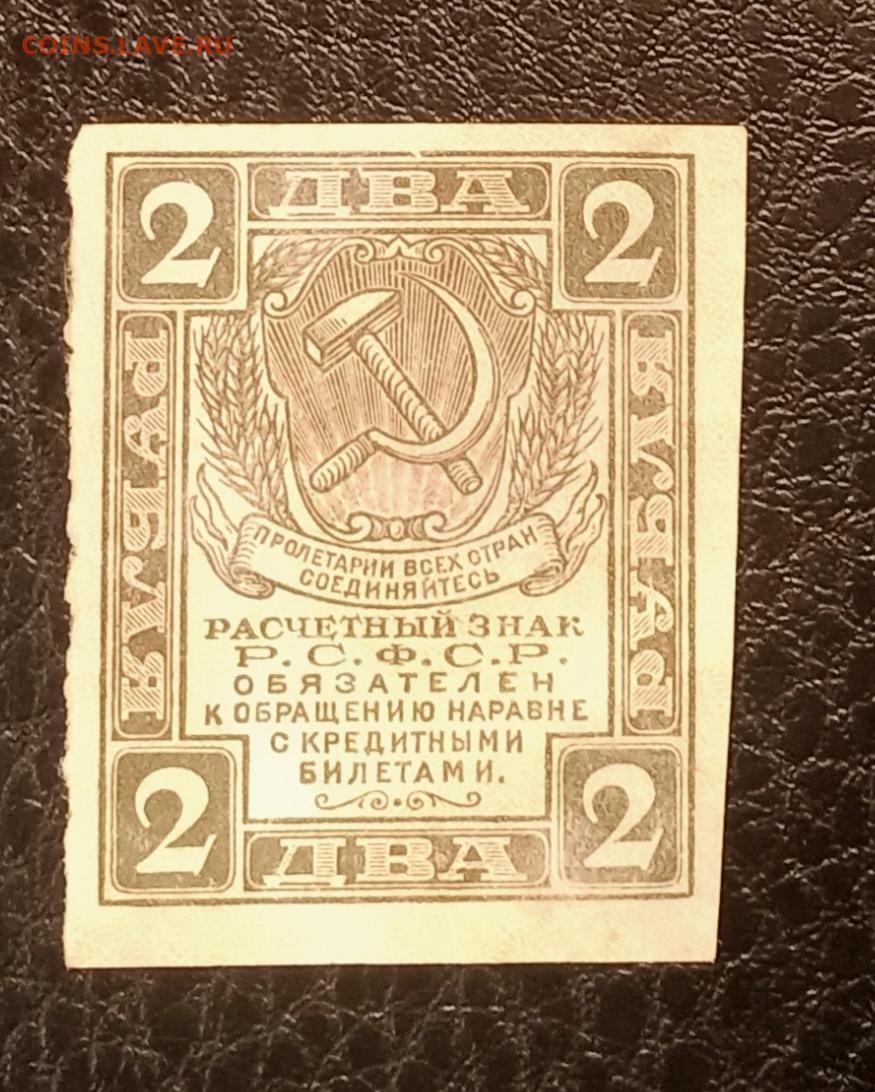 COINS.LAVE.RU
2 ДВА 2
РУБЛЯ
РУБЛЯ
ПРОЛЕТАРИИ ВСЕХ СТРАН
СОЕДИНЯЙТЕСЬ
РАСЧЕТНЫЙ ЗНАК
Р.С.Ф.С.Р.
ОБЯЗАТЕЛЕН
К ОБРАЩЕНИЮ НАРАВНЕ
С КРЕДИТНЫМИ
БИЛЕТАМИ.
2 ДВА 2